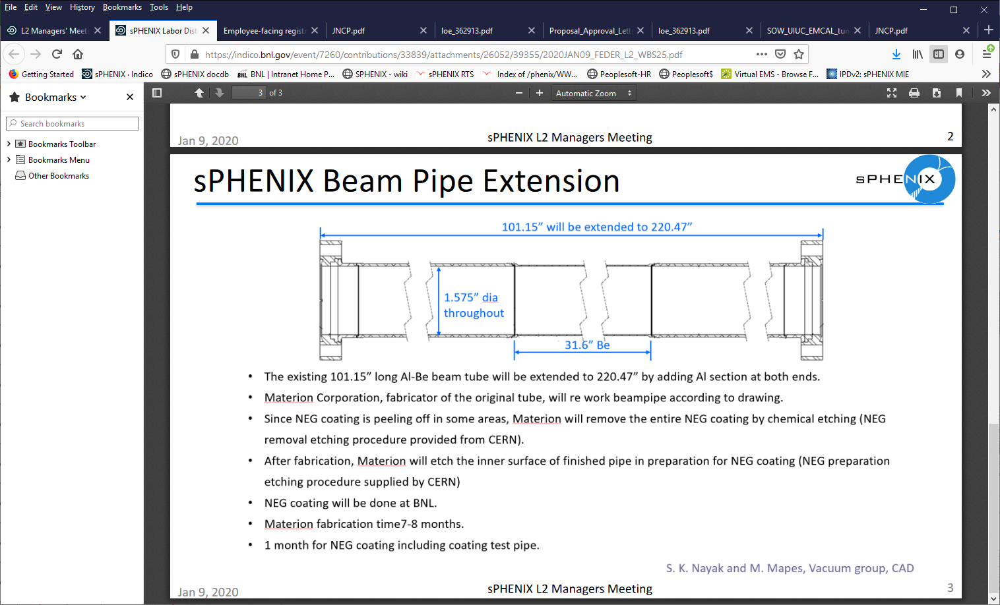 File Edit View History Bookmarks Tools Help
L2 Managers' Meeti
sPHENIX Labor Dist
Employee-facing registr
JNCP.pdf
loe_362913.pdf
Proposal_Approval_Lett
loe_362913.pdf
SOW_UIUC_EMCAL_tun
JNCP.pdf
https://indico.bnl.gov/event/7260/contributions/33839/attachments/26052/39355/2020JAN09_FEDER_L2_WBS25.pdf
Getting Started
sPHENIX · Indico
sPHENIX docdb
BNL BNL | Intranet Home P...
SPHENIX - wiki
sPHENIX RTS
Index of /phenix/WW...
Peoplesoft-HR
Peoplesoft$
Virtual EMS - Browse F...
IPDv2: sPHENIX MIE
Bookmarks
3 of 3
Automatic Zoom
Search bookmarks
Bookmarks Toolbar
Bookmarks Menu
Other Bookmarks
Jan 9, 2020
sPHENIX L2 Managers Meeting
2
sPHENIX Beam Pipe Extension
sPHENIX
101.15” will be extended to 220.47”
1.575” dia
throughout
31.6” Be
• The existing 101.15” long Al-Be beam tube will be extended to 220.47” by adding Al section at both ends.
• Materion Corporation, fabricator of the original tube, will re work beampipe according to drawing.
• Since NEG coating is peeling off in some areas, Materion will remove the entire NEG coating by chemical etching (NEG
removal etching procedure provided from CERN).
• After fabrication, Materion will etch the inner surface of finished pipe in preparation for NEG coating (NEG preparation
etching procedure supplied by CERN)
• NEG coating will be done at BNL.
• Materion fabrication time7-8 months.
• 1 month for NEG coating including coating test pipe.
S. K. Nayak and M. Mapes, Vacuum group, CAD
Jan 9, 2020
sPHENIX L2 Managers Meeting
3